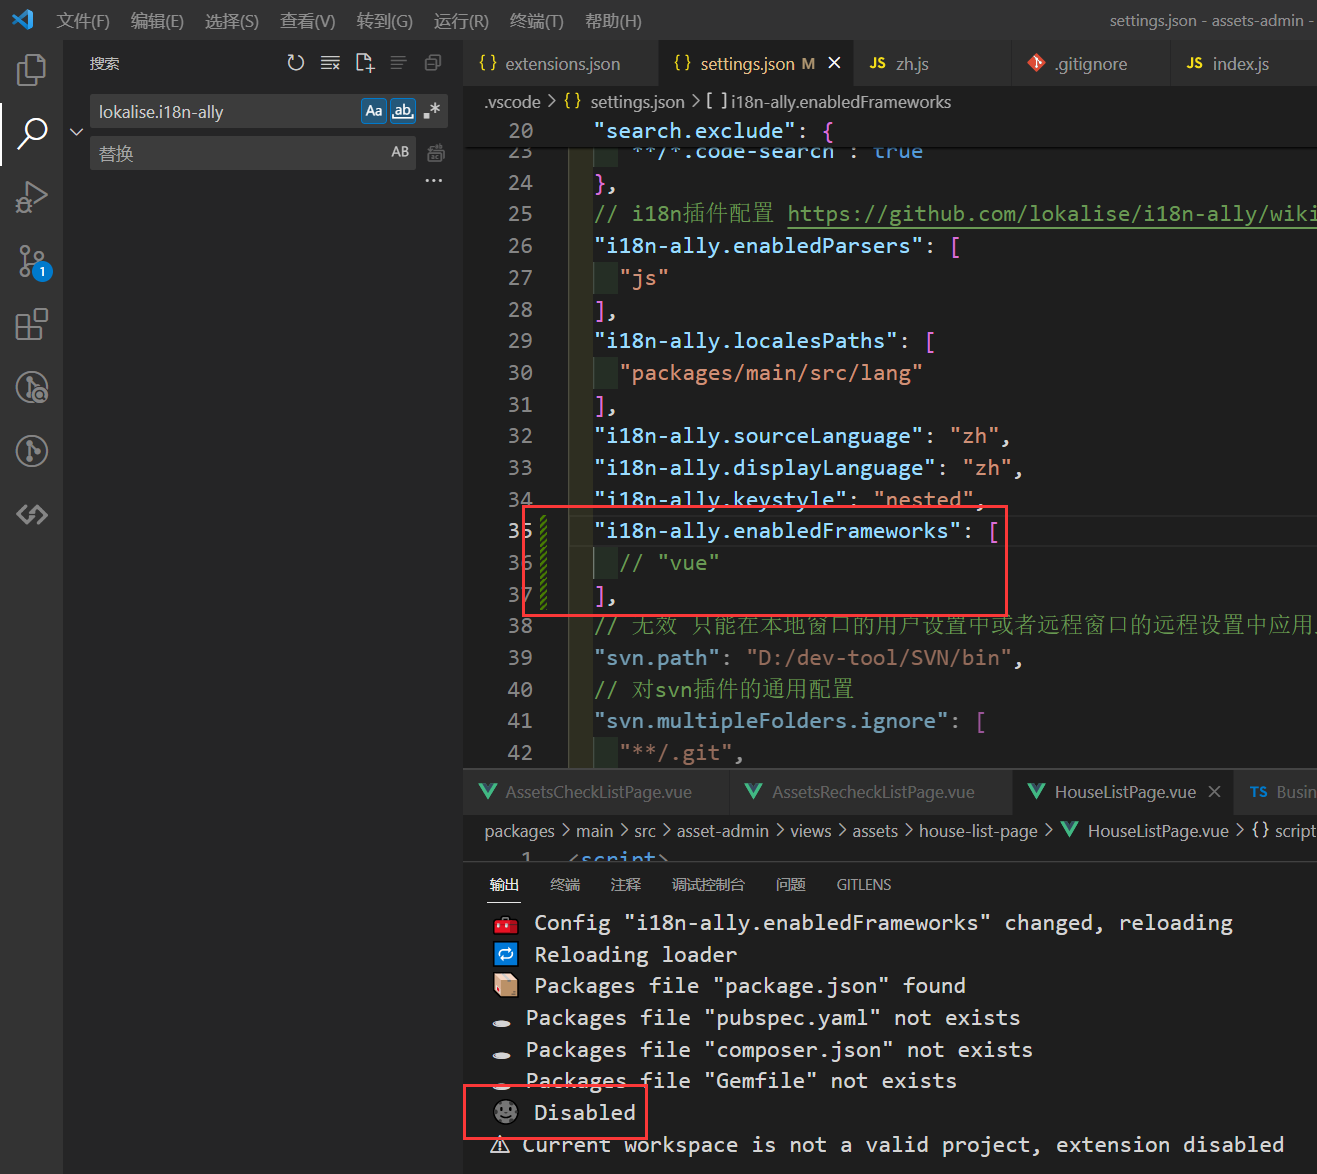 文件(F) 编辑(E) 选择(S) 查看(V) 转到(G) 运行(R) 终端(T) 帮助(H) settings.json - assets-admin -
搜索
lokalise.i18n-ally Aa ab, .*
替换 AB
1
{} extensions.json {} settings.json M JS zh.js .gitignore JS index.js
.vscode > {} settings.json > [ ] i18n-ally.enabledFrameworks
20 "search.exclude": {
23 "**/*.code-search": true
24 },
25 // i18n插件配置 https://github.com/lokalise/i18n-ally/wiki
26 "i18n-ally.enabledParsers": [
27 "js"
28 ],
29 "i18n-ally.localesPaths": [
30 "packages/main/src/lang"
31 ],
32 "i18n-ally.sourceLanguage": "zh",
33 "i18n-ally.displayLanguage": "zh",
34 "i18n-ally.keystyle": "nested",
35 "i18n-ally.enabledFrameworks": [
36 // "vue"
37 ],
38 // 无效 只能在本地窗口的用户设置中或者远程窗口的远程设置中应用
39 "svn.path": "D:/dev-tool/SVN/bin",
40 // 对svn插件的通用配置
41 "svn.multipleFolders.ignore": [
42 "**/.git",
AssetsCheckListPage.vue AssetsRecheckListPage.vue HouseListPage.vue TS Busin
packages > main > src > asset-admin > views > assets > house-list-page > HouseListPage.vue > {} script
1 <script>
输出 终端 注释 调试控制台 问题 GITLENS
Config "i18n-ally.enabledFrameworks" changed, reloading
Reloading loader
Packages file "package.json" found
Packages file "pubspec.yaml" not exists
Packages file "composer.json" not exists
Packages file "Gemfile" not exists
Disabled
Current workspace is not a valid project, extension disabled